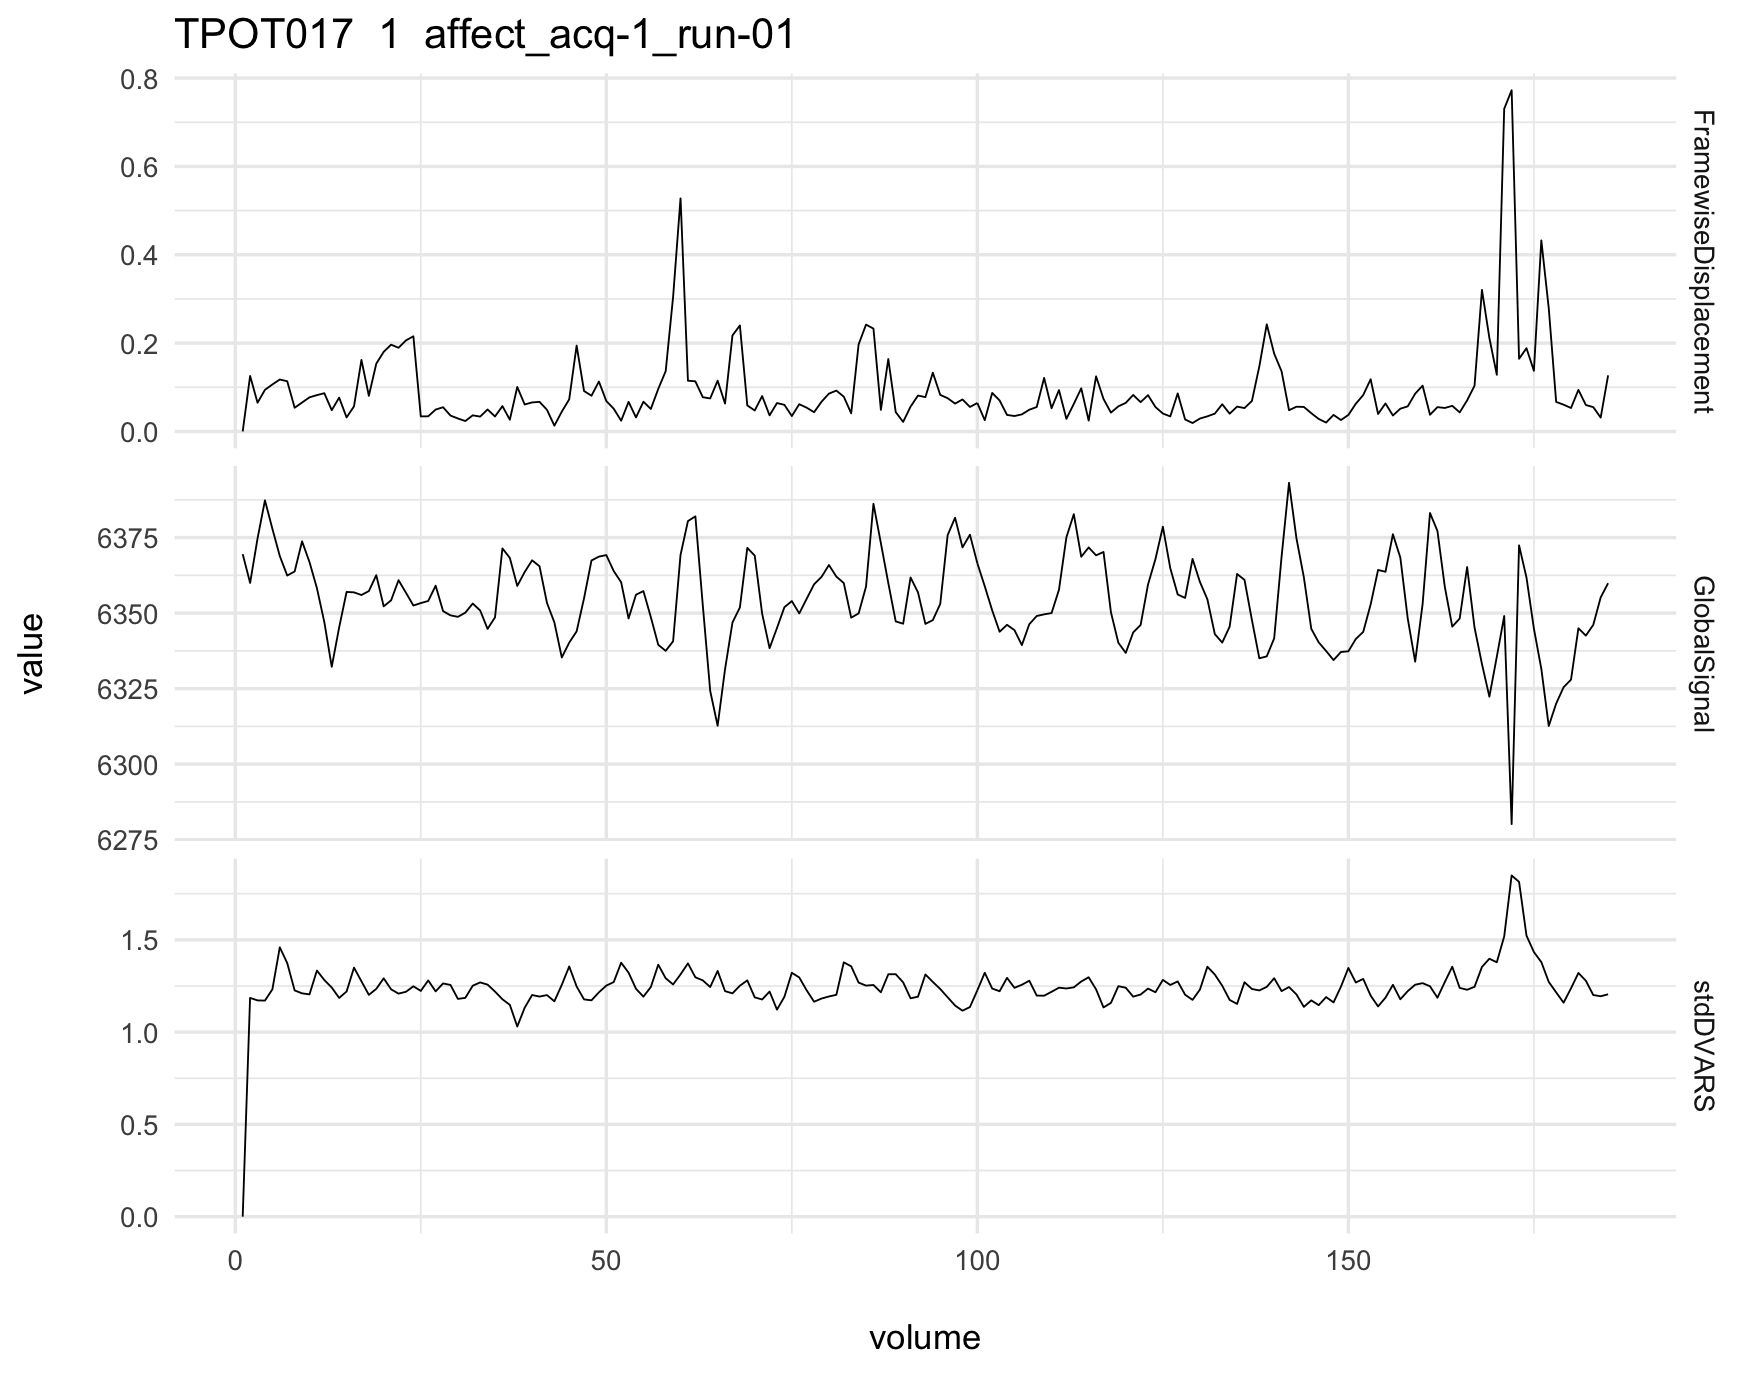 TPOT017 1 affect_acq-1_run-01
0.8
0.6
0.4
0.2
0.0
FramewiseDisplacement
6375
6350
6325
6300
6275
GlobalSignal
1.5
1.0
0.5
0.0
stdDVARS
value
0 50 100 150
volume